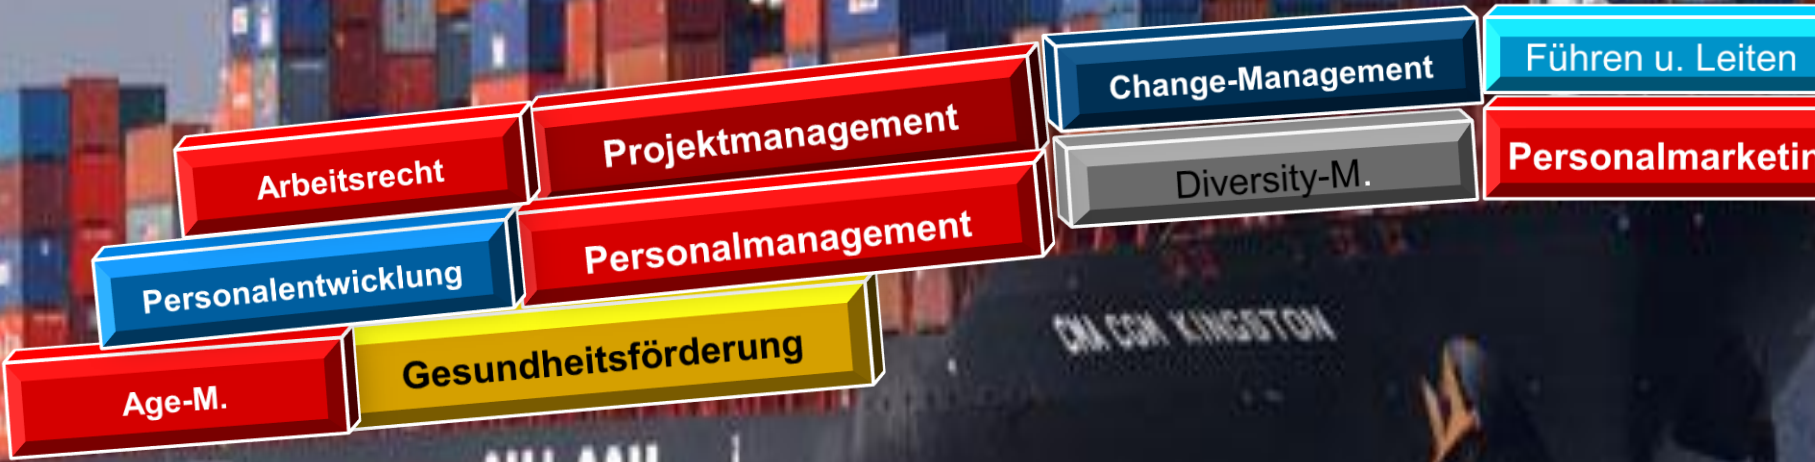 Führen u. Leiten
Change-Management
Projektmanagement
Arbeitsrecht
Personalmarketin
Diversity-M.
Personalmanagement
Personalentwicklung
Gesundheitsförderung
Age-M.
CMA CGM KINGSTON